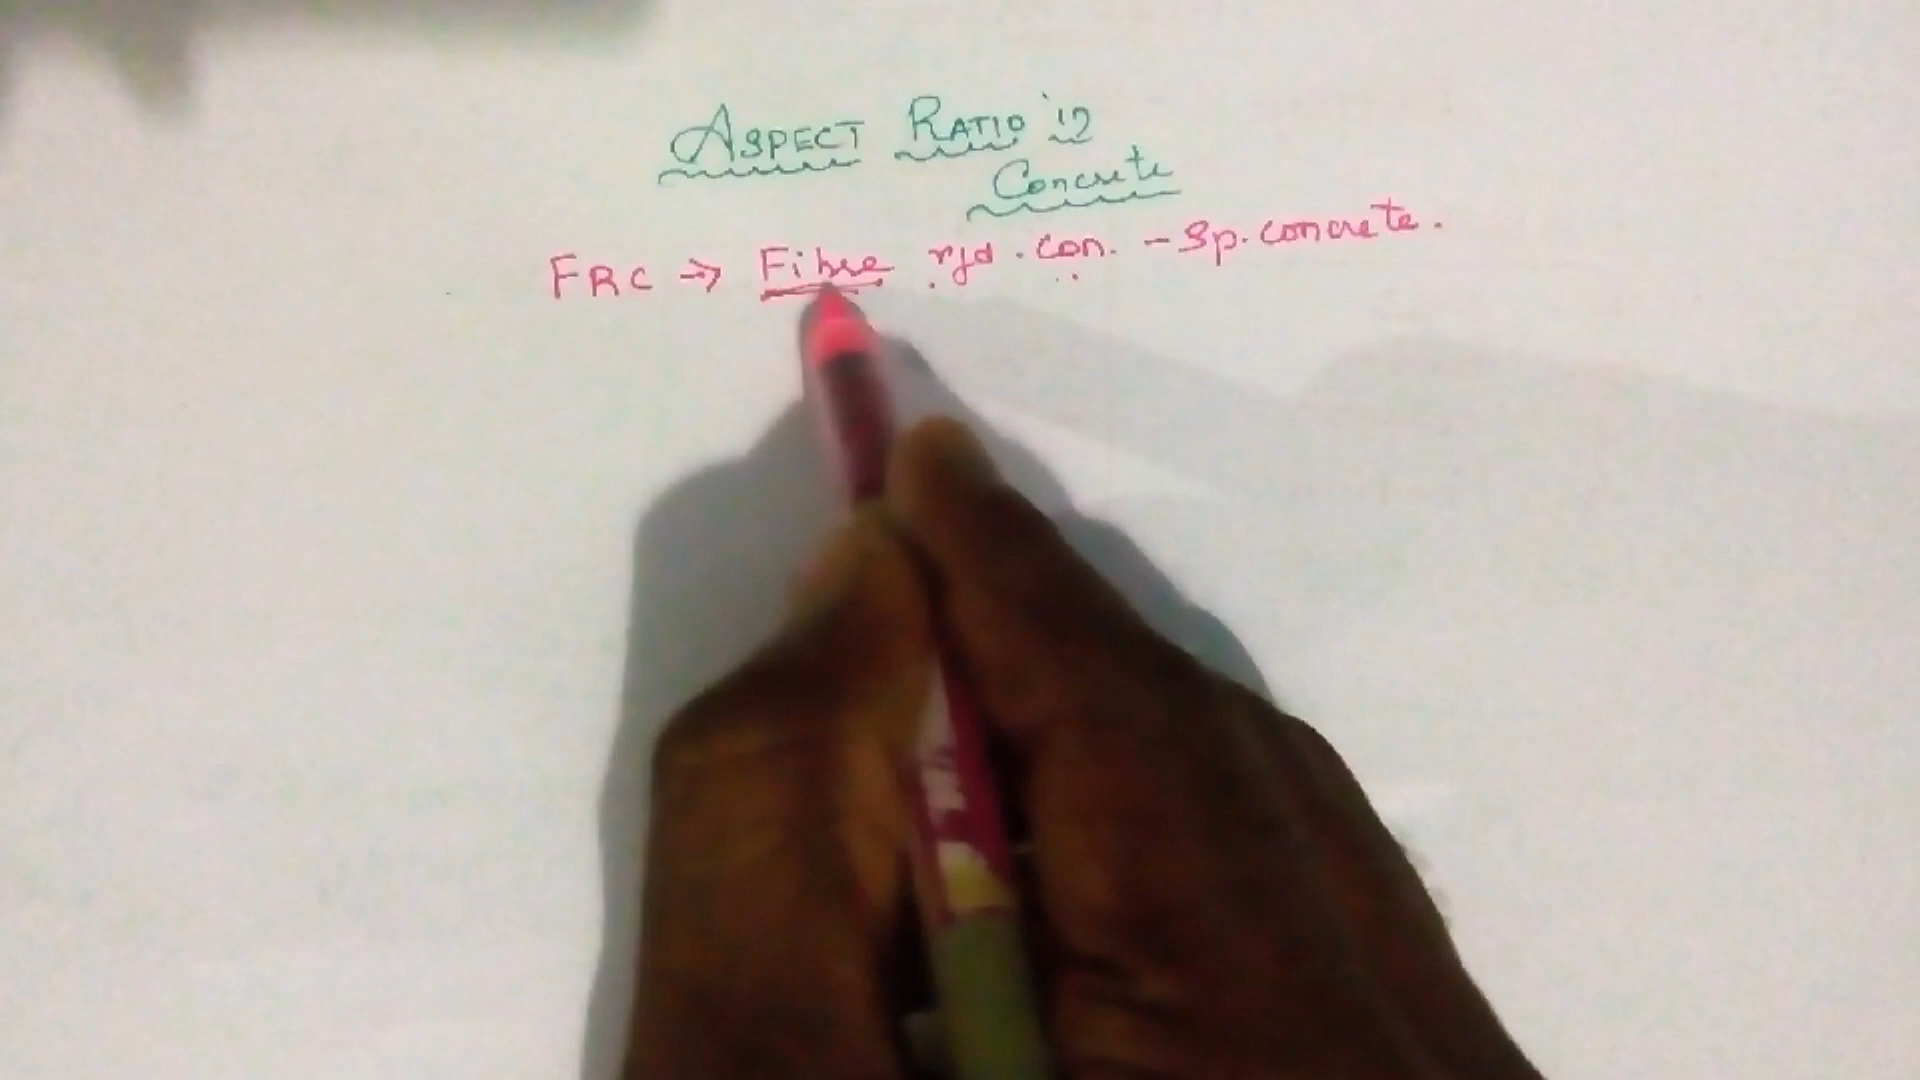 ASPECT RATIO in
Concrete
FRC → Fibre rfd. con. - Sp. concrete.